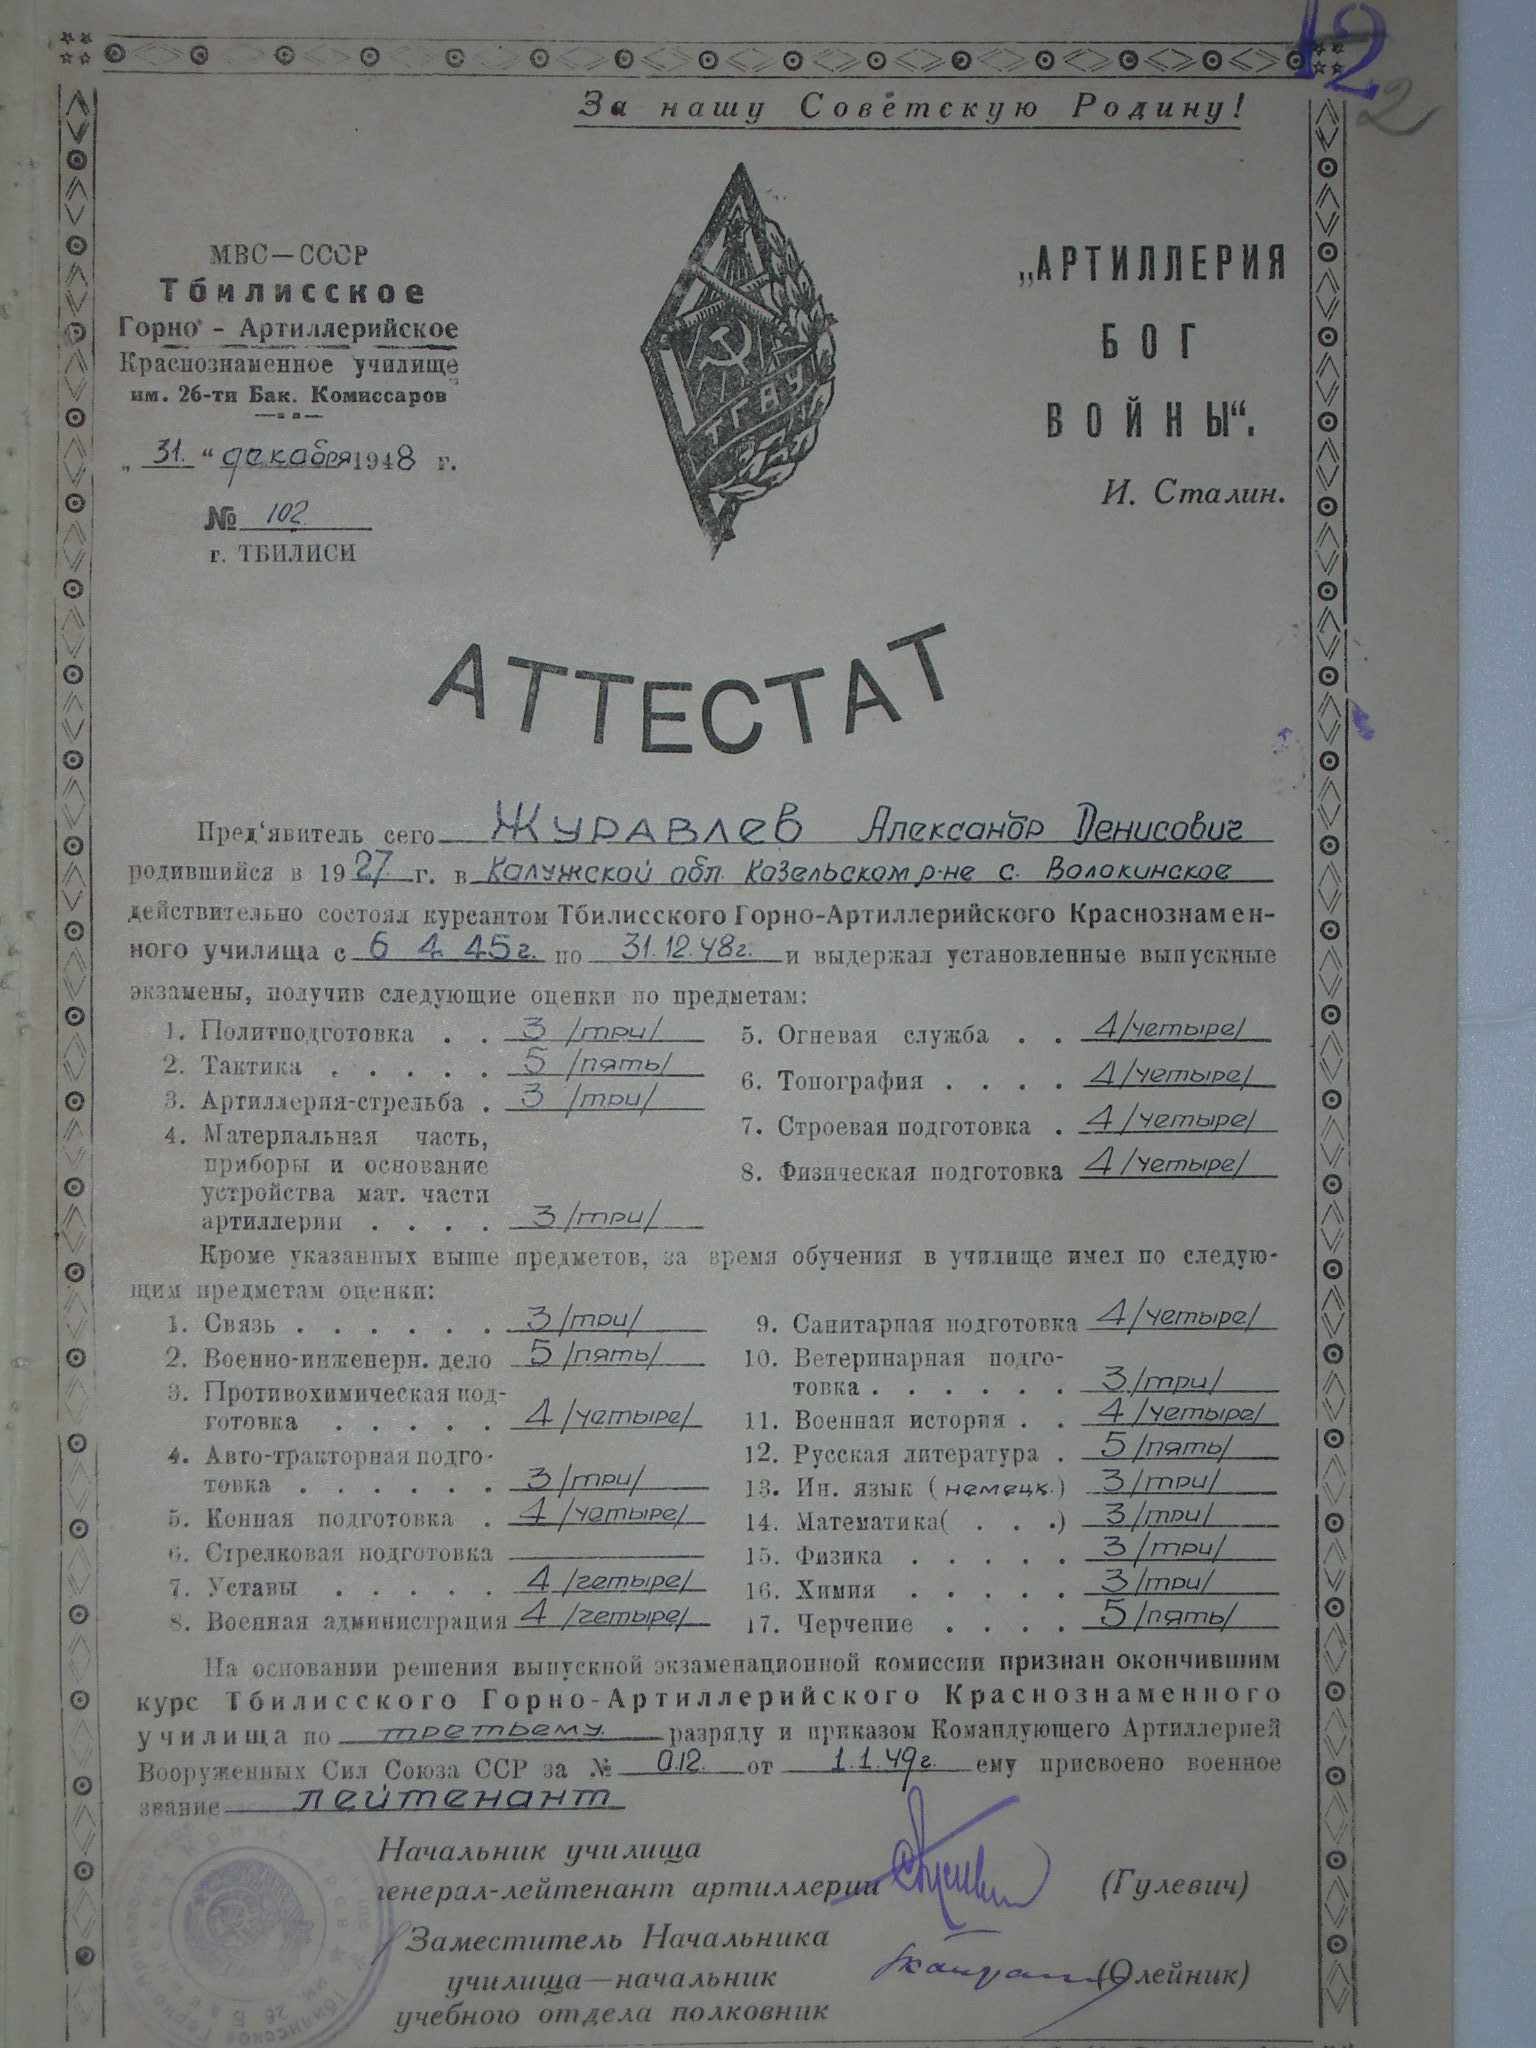 12
2
За нашу Советскую Родину!
МВС—СССР
Тбилисское
Горно - Артиллерийское
Краснознаменное училище
им. 26-ти Бак. Комиссаров
„ 31. “ декабря 1948 г.
№ 102.
г. ТБИЛИСИ
ТГАУ
„АРТИЛЛЕРИЯ
БОГ
ВОЙНЫ“.
И. Сталин.
АТТЕСТАТ
Пред'явитель сего Журавлев Александр Денисович
родившийся в 1927. г. в Калужской обл. Козельском р-не с. Волокинское
действительно состоял курсантом Тбилисского Горно-Артиллерийского Краснознамен-
ного училища с 6 4. 45г. по 31.12.48г. и выдержал установленные выпускные
экзамены, получив следующие оценки по предметам:
1. Политподготовка . . 3 /три/
2. Тактика . . . . . 5 /пять/
3. Артиллерия-стрельба . 3 /три/
4. Материальная часть,
приборы и основание
устройства мат. части
артиллерии . . . . 3 /три/
5. Огневая служба . . 4/четыре/
6. Топография . . . . 4/четыре/
7. Строевая подготовка . 4 /четыре/
8. Физическая подготовка 4 /четыре/
Кроме указанных выше предметов, за время обучения в училище имел по следую-
щим предметам оценки:
1. Связь . . . . . . 3/три/
2. Военно-инженерн. дело 5 /пять/
3. Противохимическая под-
готовка . . . . . 4 /четыре/
4. Авто-тракторная подго-
товка . . . . . . 3 /три/
5. Конная подготовка . 4 /четыре/
6. Стрелковая подготовка
7. Уставы . . . . . 4 /четыре/
8. Военная администрация 4 /четыре/
9. Санитарная подготовка 4 /четыре/
10. Ветеринарная подго-
товка . . . . . . 3 /три/
11. Военная история . . 4 /четыре/
12. Русская литература . 5 /пять/
13. Ин. язык ( немецк. ) 3 /три/
14. Математика( . . .) 3 /три/
15. Физика . . . . . 3 /три/
16. Химия . . . . . 3 /три/
17. Черчение . . . . 5 /пять/
На основании решения выпускной экзаменационной комиссии признан окончившим
курс Тбилисского Горно-Артиллерийского Краснознаменного
училища по третьему. разряду и приказом Командующего Артиллерией
Вооруженных Сил Союза ССР за № 012. от 1.1.49г. ему присвоено военное
звание лейтенант
Начальник училища
генерал-лейтенант артиллерии (Гулевич)
Заместитель Начальника
училища—начальник (Олейник)
учебного отдела полковник